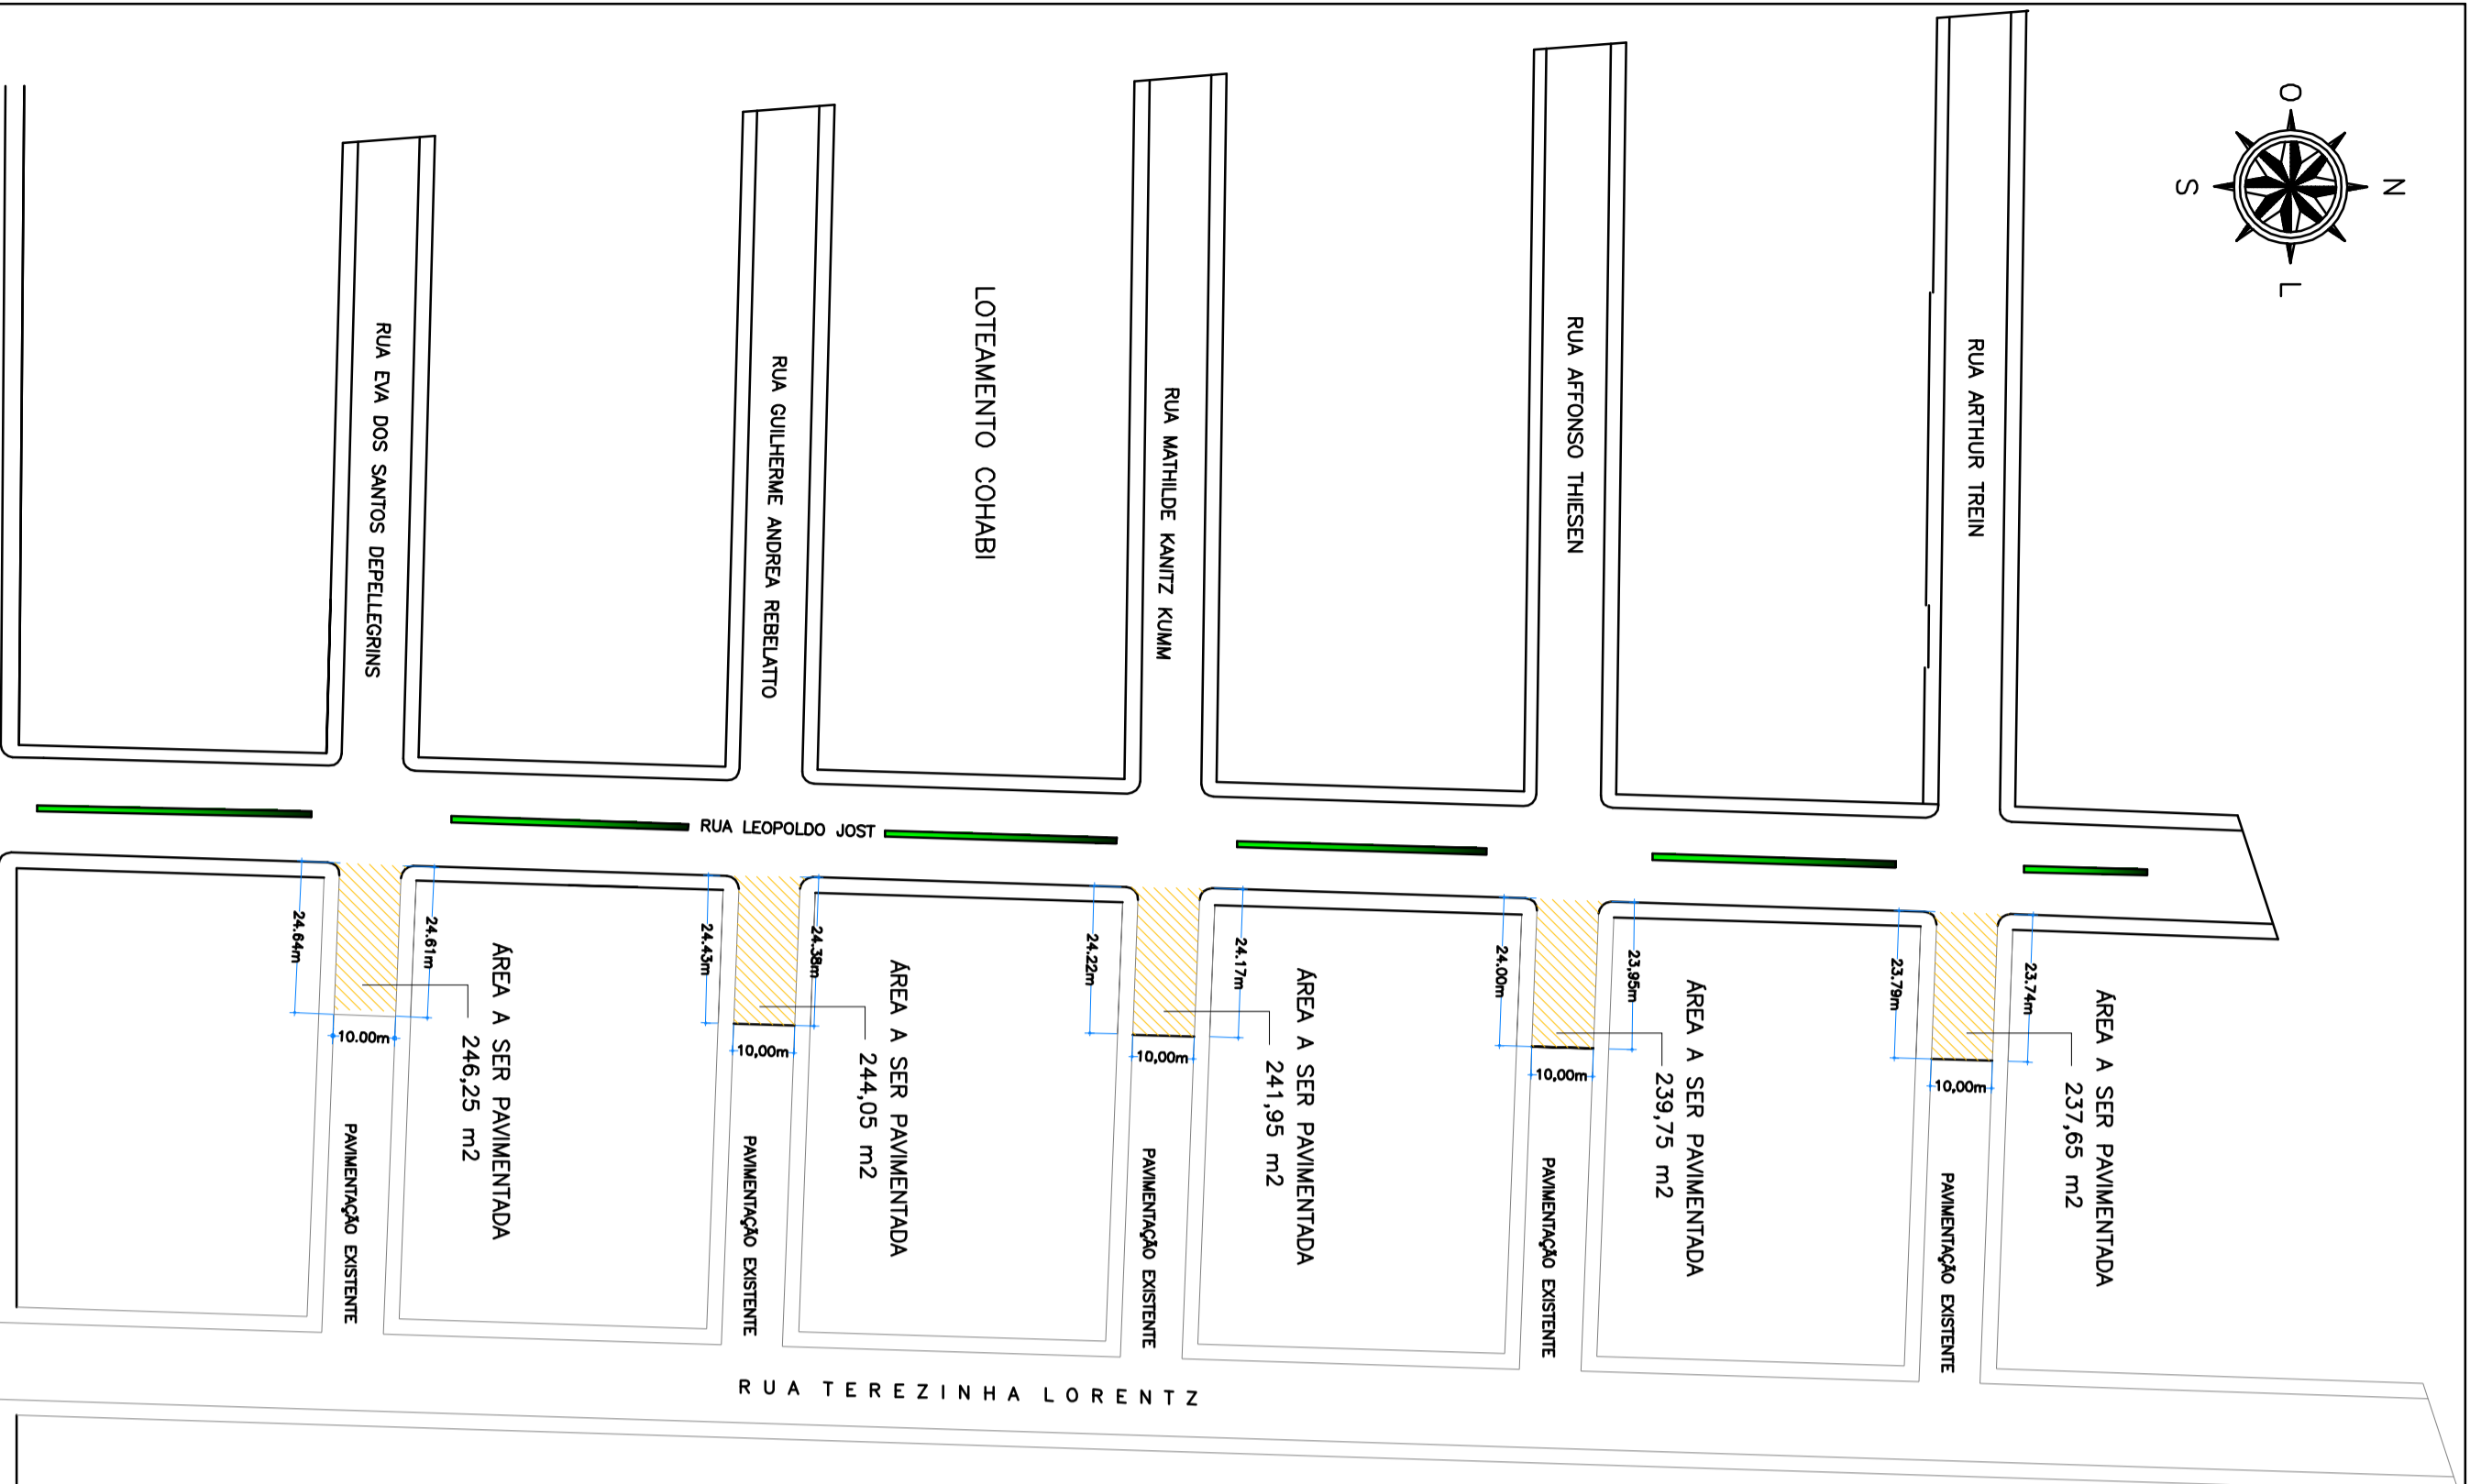 O
N
S
L
RUA EVA DOS SANTOS DEPELLEGRINS
RUA GUILHERME ANDREA REBELATTO
LOTEAMENTO COHABI
RUA MATHILDE KANITZ KUMM
RUA AFFONSO THIESEN
RUA ARTHUR TREIN
RUA LEOPOLDO JOST
24.64m
24.61m
10.00m
ÁREA A SER PAVIMENTADA
246,25 m2
PAVIMENTAÇÃO EXISTENTE
24.43m
24.38m
10,00m
ÁREA A SER PAVIMENTADA
244,05 m2
PAVIMENTAÇÃO EXISTENTE
24.22m
24.17m
10,00m
ÁREA A SER PAVIMENTADA
241,95 m2
PAVIMENTAÇÃO EXISTENTE
24.00m
23,95m
10,00m
ÁREA A SER PAVIMENTADA
239,75 m2
PAVIMENTAÇÃO EXISTENTE
23.79m
23.74m
10,00m
ÁREA A SER PAVIMENTADA
237,65 m2
PAVIMENTAÇÃO EXISTENTE
RUA TEREZINHA LORENTZ